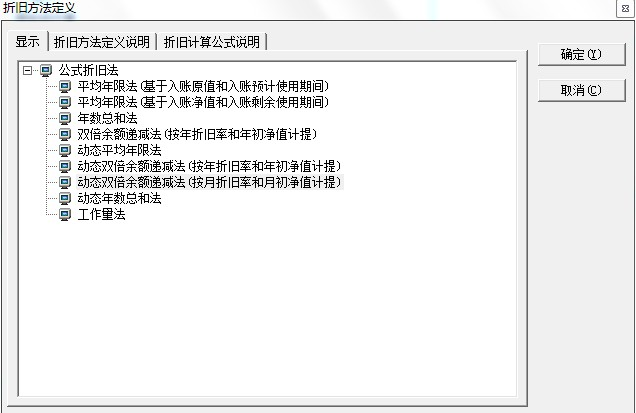 折旧方法定义
显示 折旧方法定义说明 折旧计算公式说明
确定(Y)
取消(C)
公式折旧法
平均年限法(基于入账原值和入账预计使用期间)
平均年限法(基于入账净值和入账剩余使用期间)
年数总和法
双倍余额递减法(按年折旧率和年初净值计提)
动态平均年限法
动态双倍余额递减法(按年折旧率和年初净值计提)
动态双倍余额递减法(按月折旧率和月初净值计提)
动态年数总和法
工作量法